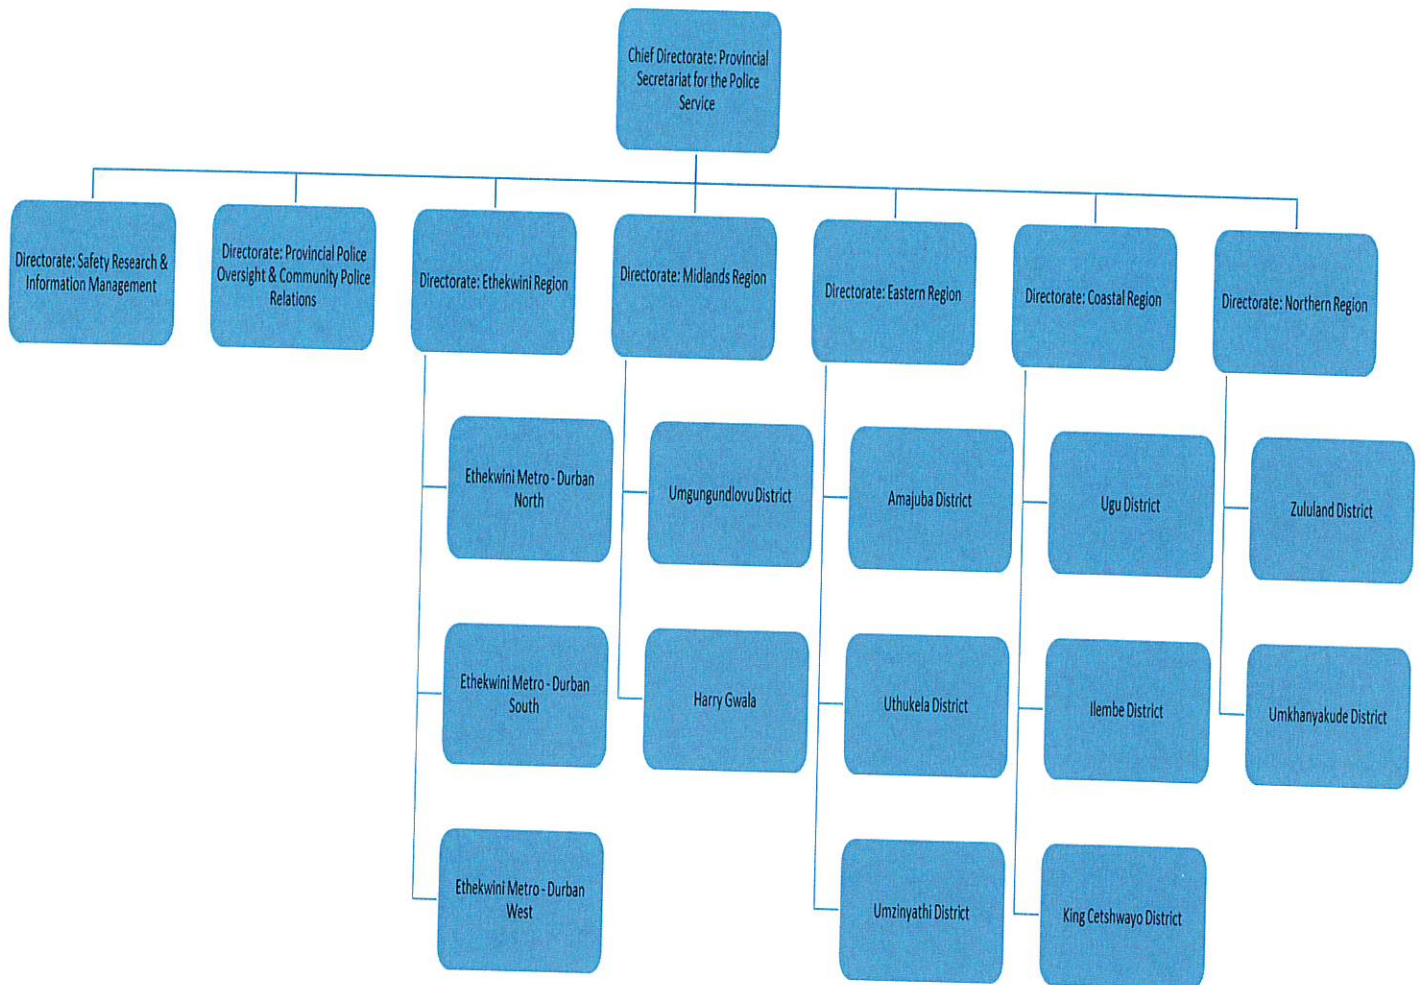 Chief Directorate: Provincial
Secretariat for the Police
Service
Directorate: Safety Research &
Information Management
Directorate: Provincial Police
Oversight & Community Police
Relations
Directorate: Ethekwini Region
Directorate: Midlands Region
Directorate: Eastern Region
Directorate: Coastal Region
Directorate: Northern Region
Ethekwini Metro - Durban
North
Umgungundlovu District
Amajuba District
Ugu District
Zululand District
Ethekwini Metro - Durban
South
Harry Gwala
Uthukela District
Ilembe District
Umkhanyakude District
Ethekwini Metro - Durban
West
Umzinyathi District
King Cetshwayo District